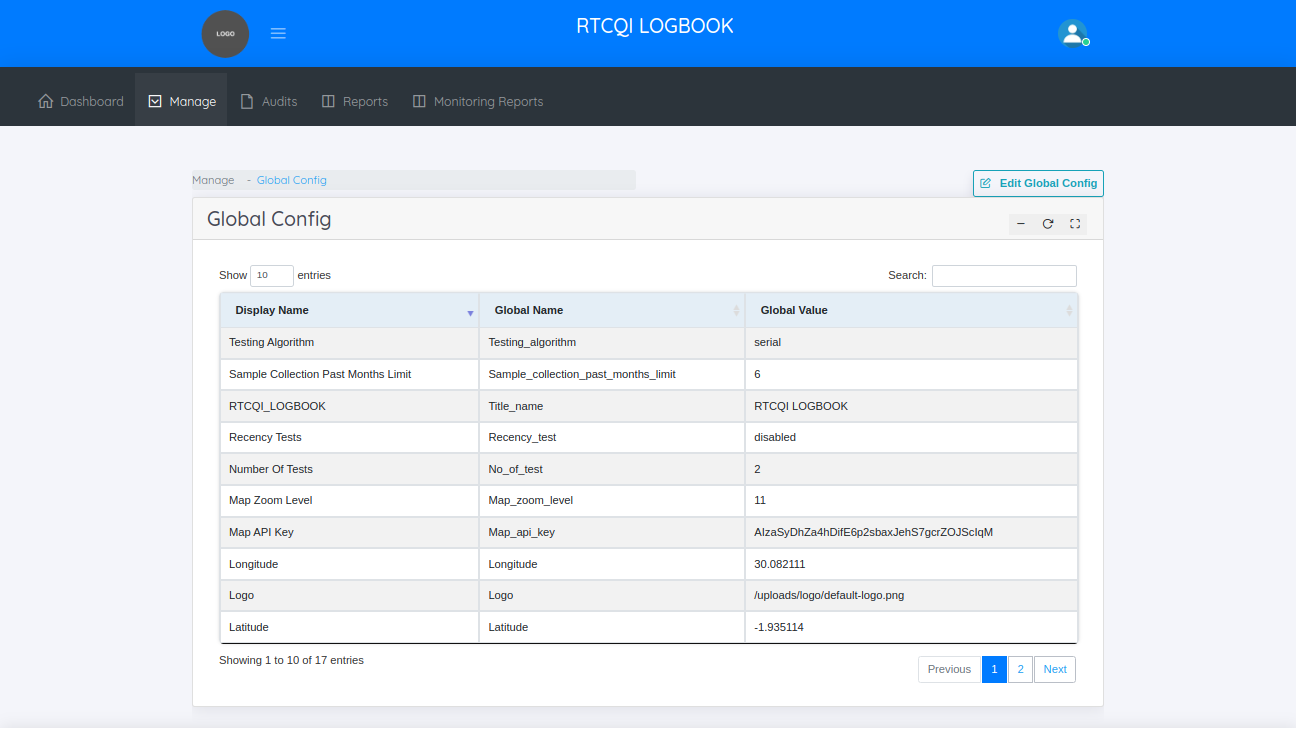 LOGO
RTCQI LOGBOOK
Dashboard Manage Audits Reports Monitoring Reports
Manage - Global Config
Edit Global Config
Global Config
Show 10 entries Search:
Display Name Global Name Global Value
Testing Algorithm Testing_algorithm serial
Sample Collection Past Months Limit Sample_collection_past_months_limit 6
RTCQI_LOGBOOK Title_name RTCQI LOGBOOK
Recency Tests Recency_test disabled
Number Of Tests No_of_test 2
Map Zoom Level Map_zoom_level 11
Map API Key Map_api_key AIzaSyDhZa4hDifE6p2sbaxJehS7gcrZOJScIqM
Longitude Longitude 30.082111
Logo Logo /uploads/logo/default-logo.png
Latitude Latitude -1.935114
Showing 1 to 10 of 17 entries
Previous 1 2 Next